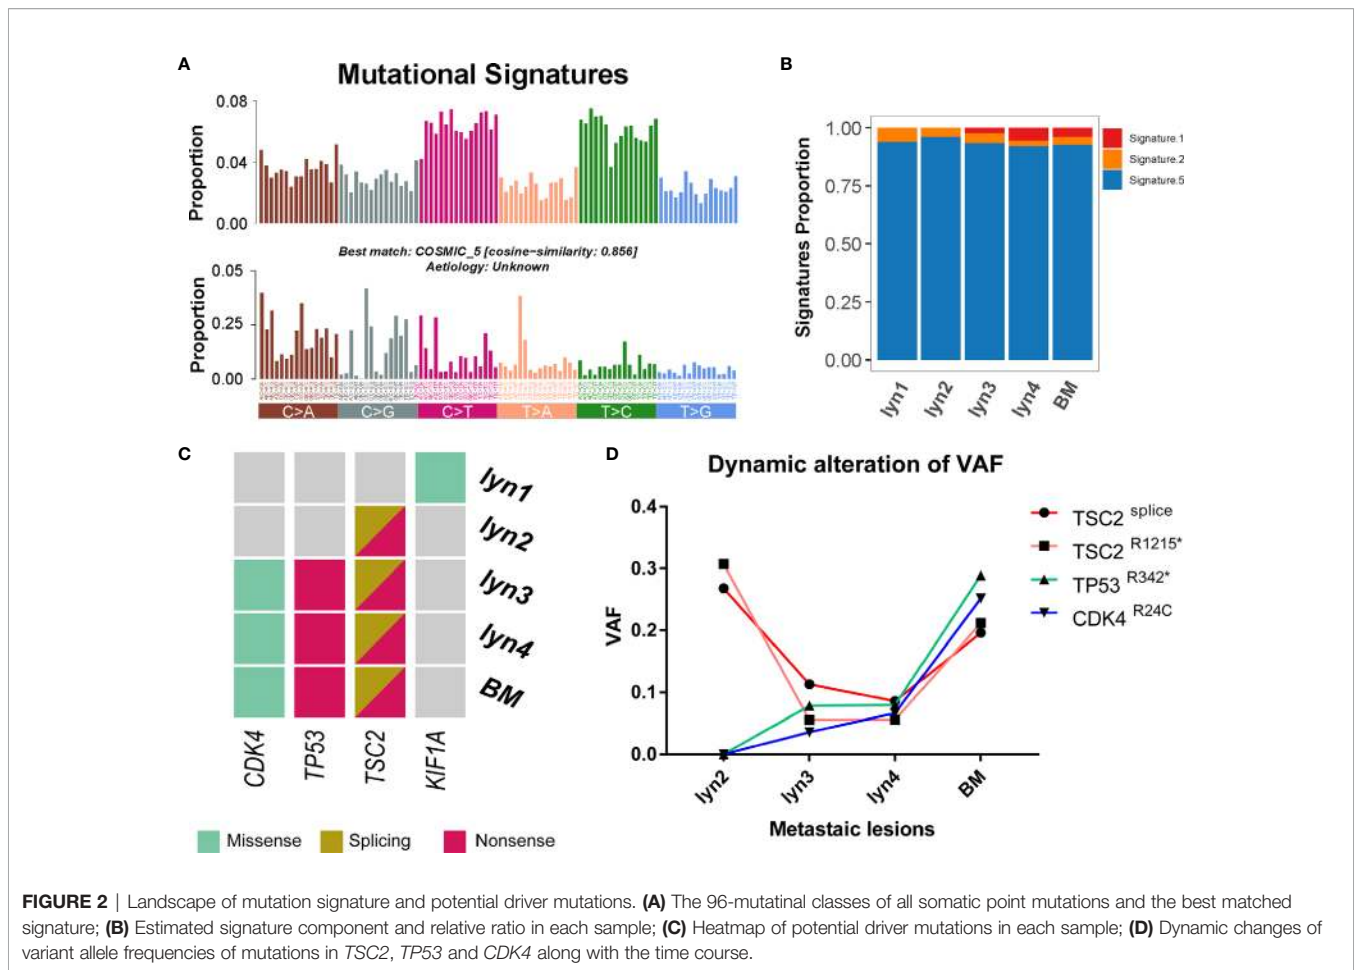 A
Mutational Signatures
0.08
0.04
0.00
Proportion
Best match: COSMIC_5 [cosine-similarity: 0.856]
Aetiology: Unknown
0.05
0.25
0.00
Proportion
C>A C>G C>T T>A T>C T>G
B
1.00
0.75
0.50
0.25
0.00
Signatures Proportion
Signature.1
Signature.2
Signature.5
lyn1 lyn2 lyn3 lyn4 BM
C
lyn1
lyn2
lyn3
lyn4
BM
CDK4 TP53 TSC2 KIF1A
Missense Splicing Nonsense
D
Dynamic alteration of VAF
0.4
0.3
0.2
0.1
0.0
VAF
TSC2 splice
TSC2 R1215*
TP53 R342*
CDK4 R24C
lyn2 lyn3 lyn4 BM
Metastaic lesions
FIGURE 2 | Landscape of mutation signature and potential driver mutations. (A) The 96-mutatinal classes of all somatic point mutations and the best matched
signature; (B) Estimated signature component and relative ratio in each sample; (C) Heatmap of potential driver mutations in each sample; (D) Dynamic changes of
variant allele frequencies of mutations in TSC2, TP53 and CDK4 along with the time course.